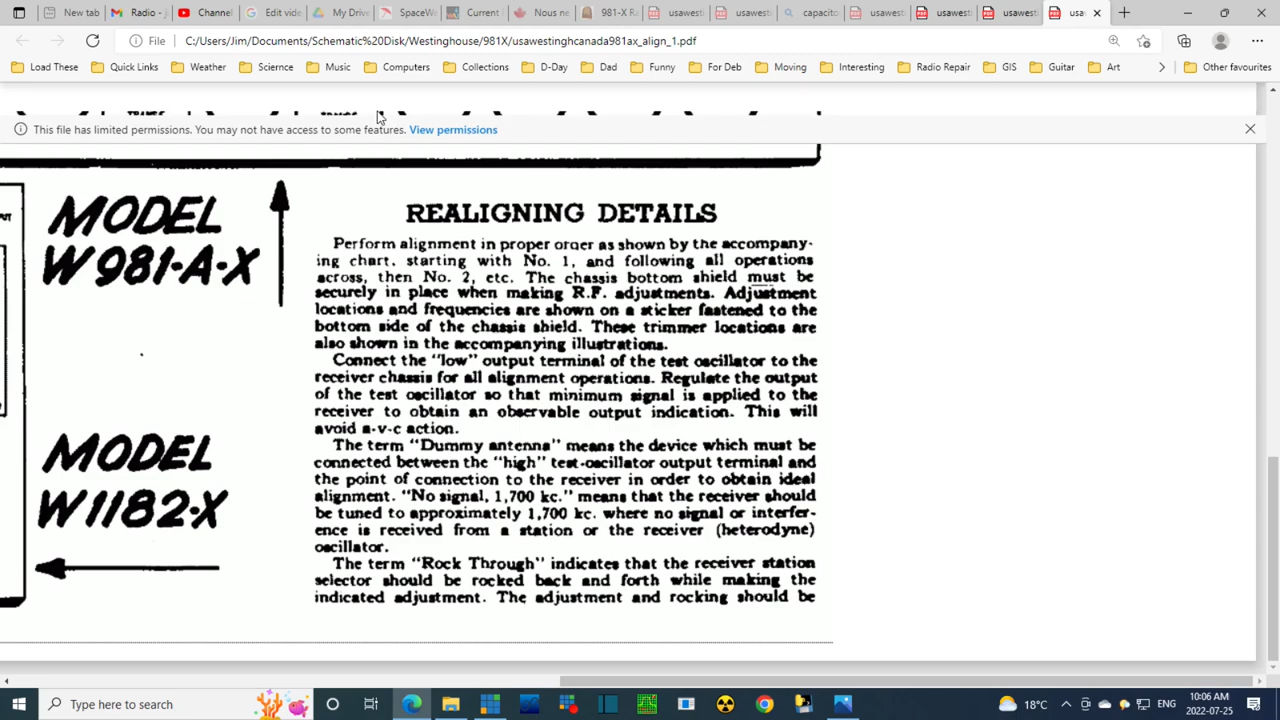 New tab
Gmail
Radio - J
Channel
Edit vide
My Drive
SpaceWe
Current
Nous ne
981-X Ra
usawesti
usawesti
capacito
usawesti
usawesti
usawesti
usa
File C:/Users/Jim/Documents/Schematic%20Disk/Westinghouse/981X/usawestinghcanada981ax_align_1.pdf
Load These
Quick Links
Weather
Science
Music
Computers
Collections
D-Day
Dad
Funny
For Deb
Moving
Interesting
Radio Repair
GIS
Guitar
Art
Other favourites
This file has limited permissions. You may not have access to some features. View permissions
MODEL
W981-A-X
MODEL
W1182-X
REALIGNING DETAILS
Perform alignment in proper order as shown by the accompany-
ing chart, starting with No. 1, and following all operations
across, then No. 2, etc. The chassis bottom shield must be
securely in place when making R.F. adjustments. Adjustment
locations and frequencies are shown on a sticker fastened to the
bottom side of the chassis shield. These trimmer locations are
also shown in the accompanying illustrations.
Connect the "low" output terminal of the test oscillator to the
receiver chassis for all alignment operations. Regulate the output
of the test oscillator so that minimum signal is applied to the
receiver to obtain an observable output indication. This will
avoid a-v-c action.
The term "Dummy antenna" means the device which must be
connected between the "high" test-oscillator output terminal and
the point of connection to the receiver in order to obtain ideal
alignment. "No signal, 1,700 kc." means that the receiver should
be tuned to approximately 1,700 kc. where no signal or interfer-
ence is received from a station or the receiver (heterodyne)
oscillator.
The term "Rock Through" indicates that the receiver station
selector should be rocked back and forth while making the
indicated adjustment. The adjustment and rocking should be
Type here to search
18°C
ENG
10:06 AM
2022-07-25